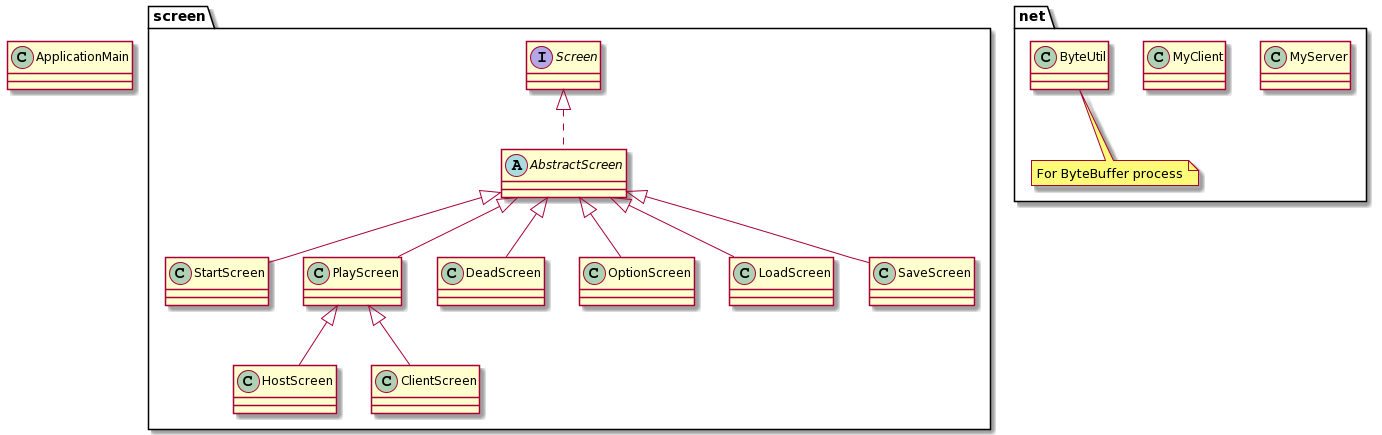 screen
net
C ApplicationMain
I Screen
C ByteUtil
C MyClient
C MyServer
A AbstractScreen
For ByteBuffer process
C StartScreen
C PlayScreen
C DeadScreen
C OptionScreen
C LoadScreen
C SaveScreen
C HostScreen
C ClientScreen